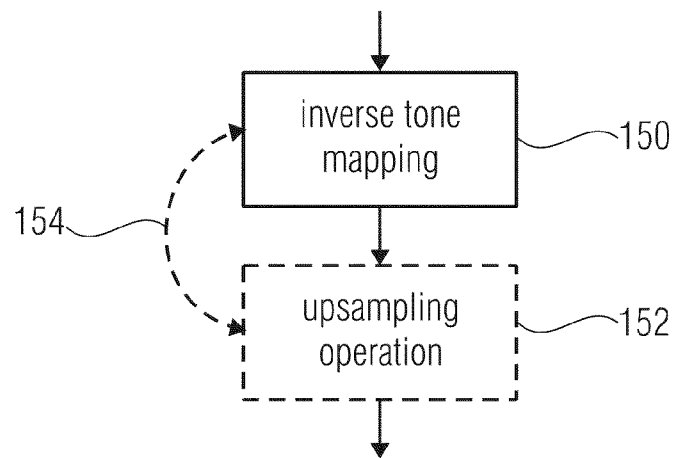 inverse tone
mapping
150
154
upsampling
operation
152